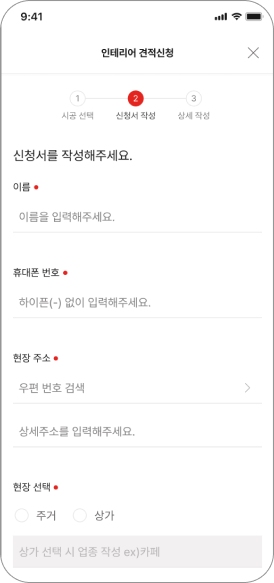 9:41
인테리어 견적신청
1 2 3
시공 선택 신청서 작성 상세 작성
신청서를 작성해주세요.
이름
이름을 입력해주세요.
휴대폰 번호
하이픈(-) 없이 입력해주세요.
현장 주소
우편 번호 검색
상세주소를 입력해주세요.
현장 선택
주거 상가
상가 선택 시 업종 작성 ex)카페